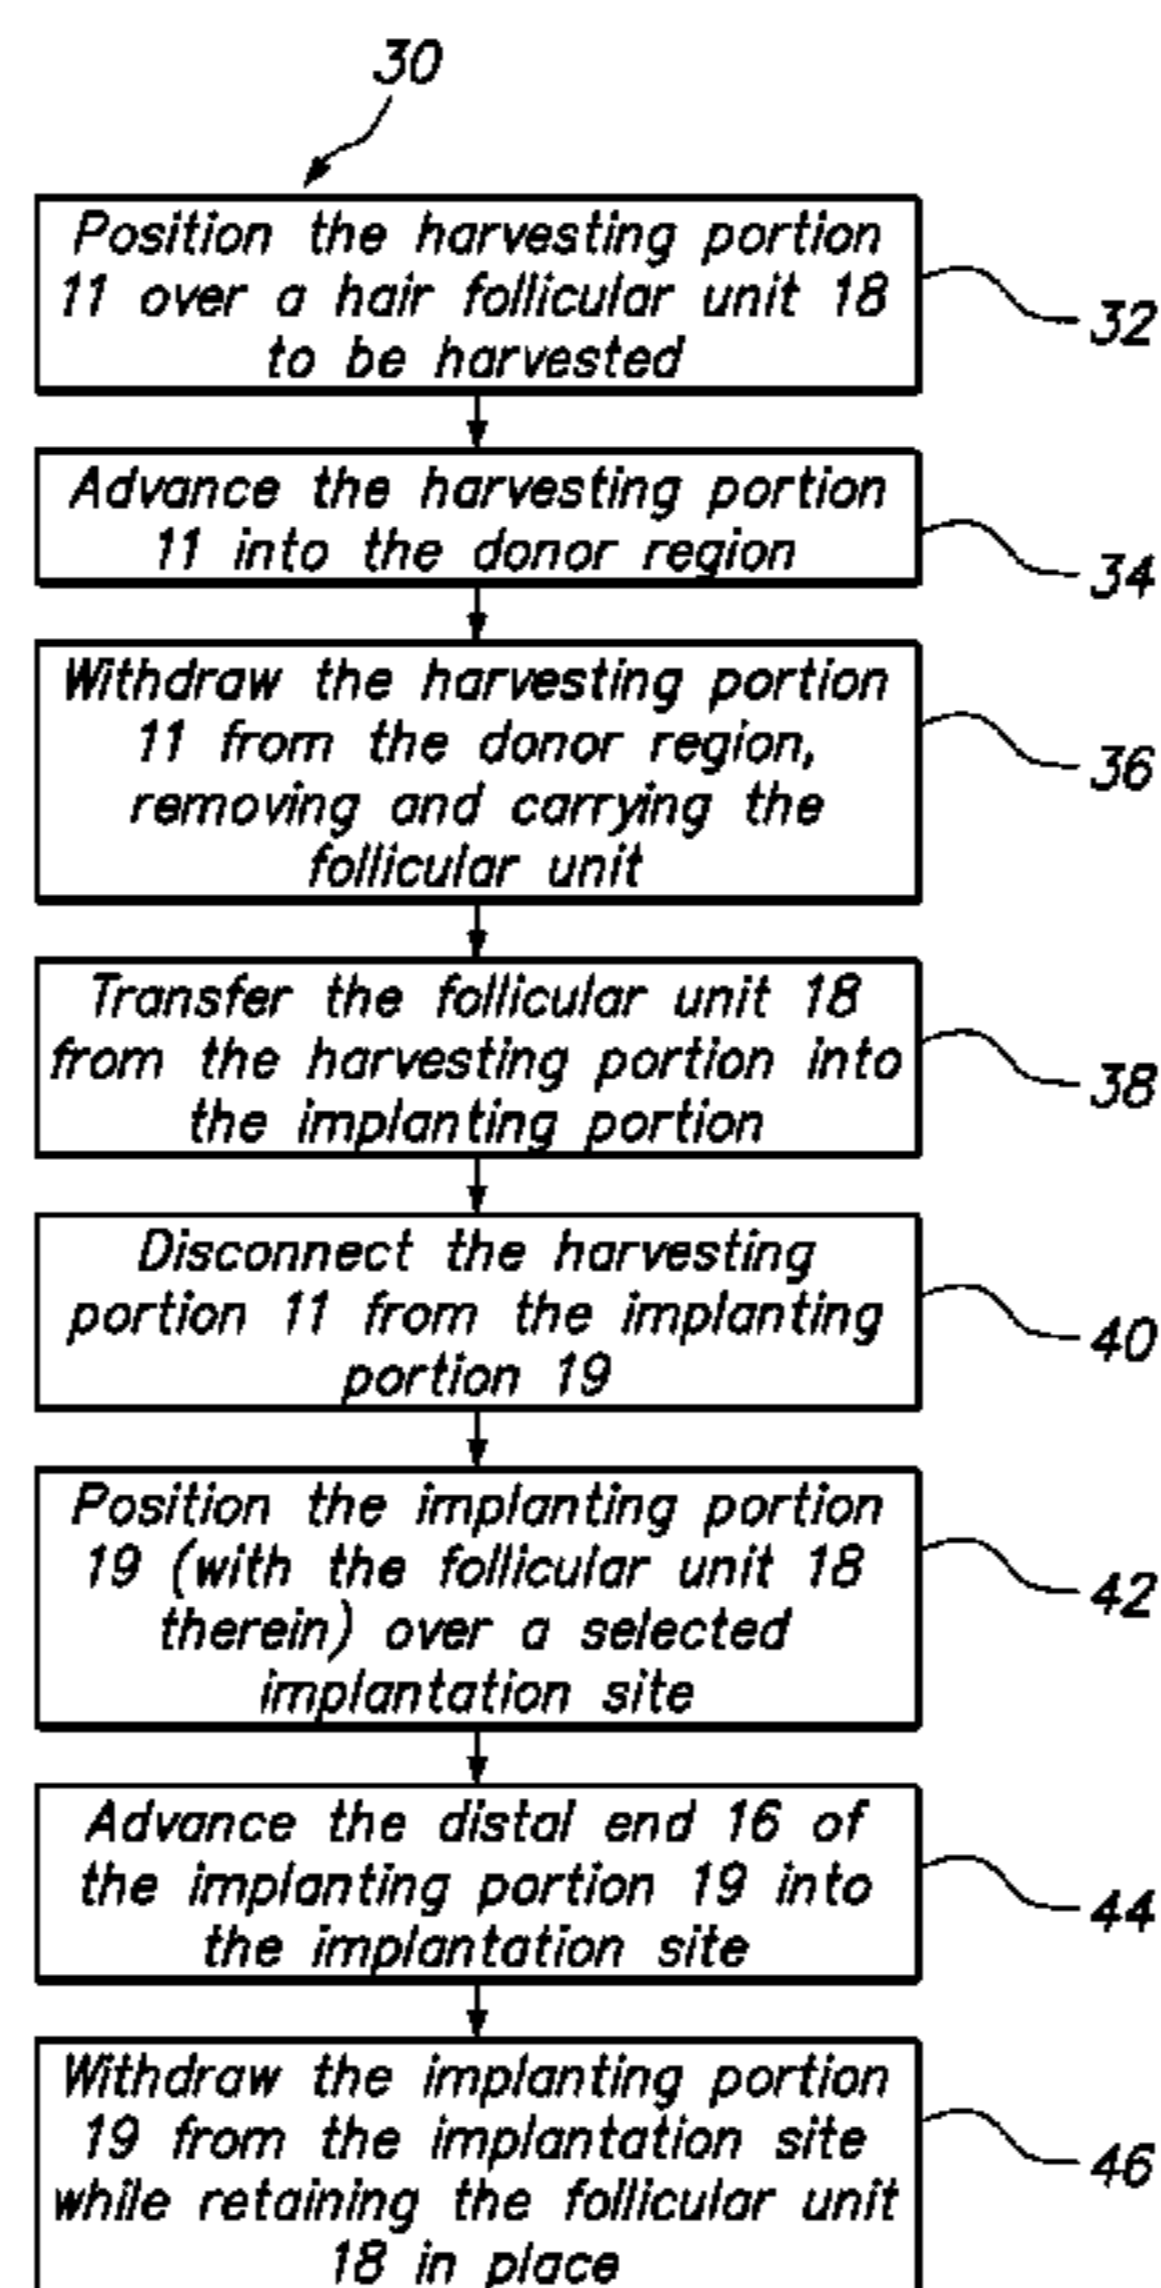 30
Position the harvesting portion
11 over a hair follicular unit 18
to be harvested
32
Advance the harvesting portion
11 into the donor region
34
Withdraw the harvesting portion
11 from the donor region,
removing and carrying the
follicular unit
36
Transfer the follicular unit 18
from the harvesting portion into
the implanting portion
38
Disconnect the harvesting
portion 11 from the implanting
portion 19
40
Position the implanting portion
19 (with the follicular unit 18
therein) over a selected
implantation site
42
Advance the distal end 16 of
the implanting portion 19 into
the implantation site
44
Withdraw the implanting portion
19 from the implantation site
while retaining the follicular unit
18 in place
46